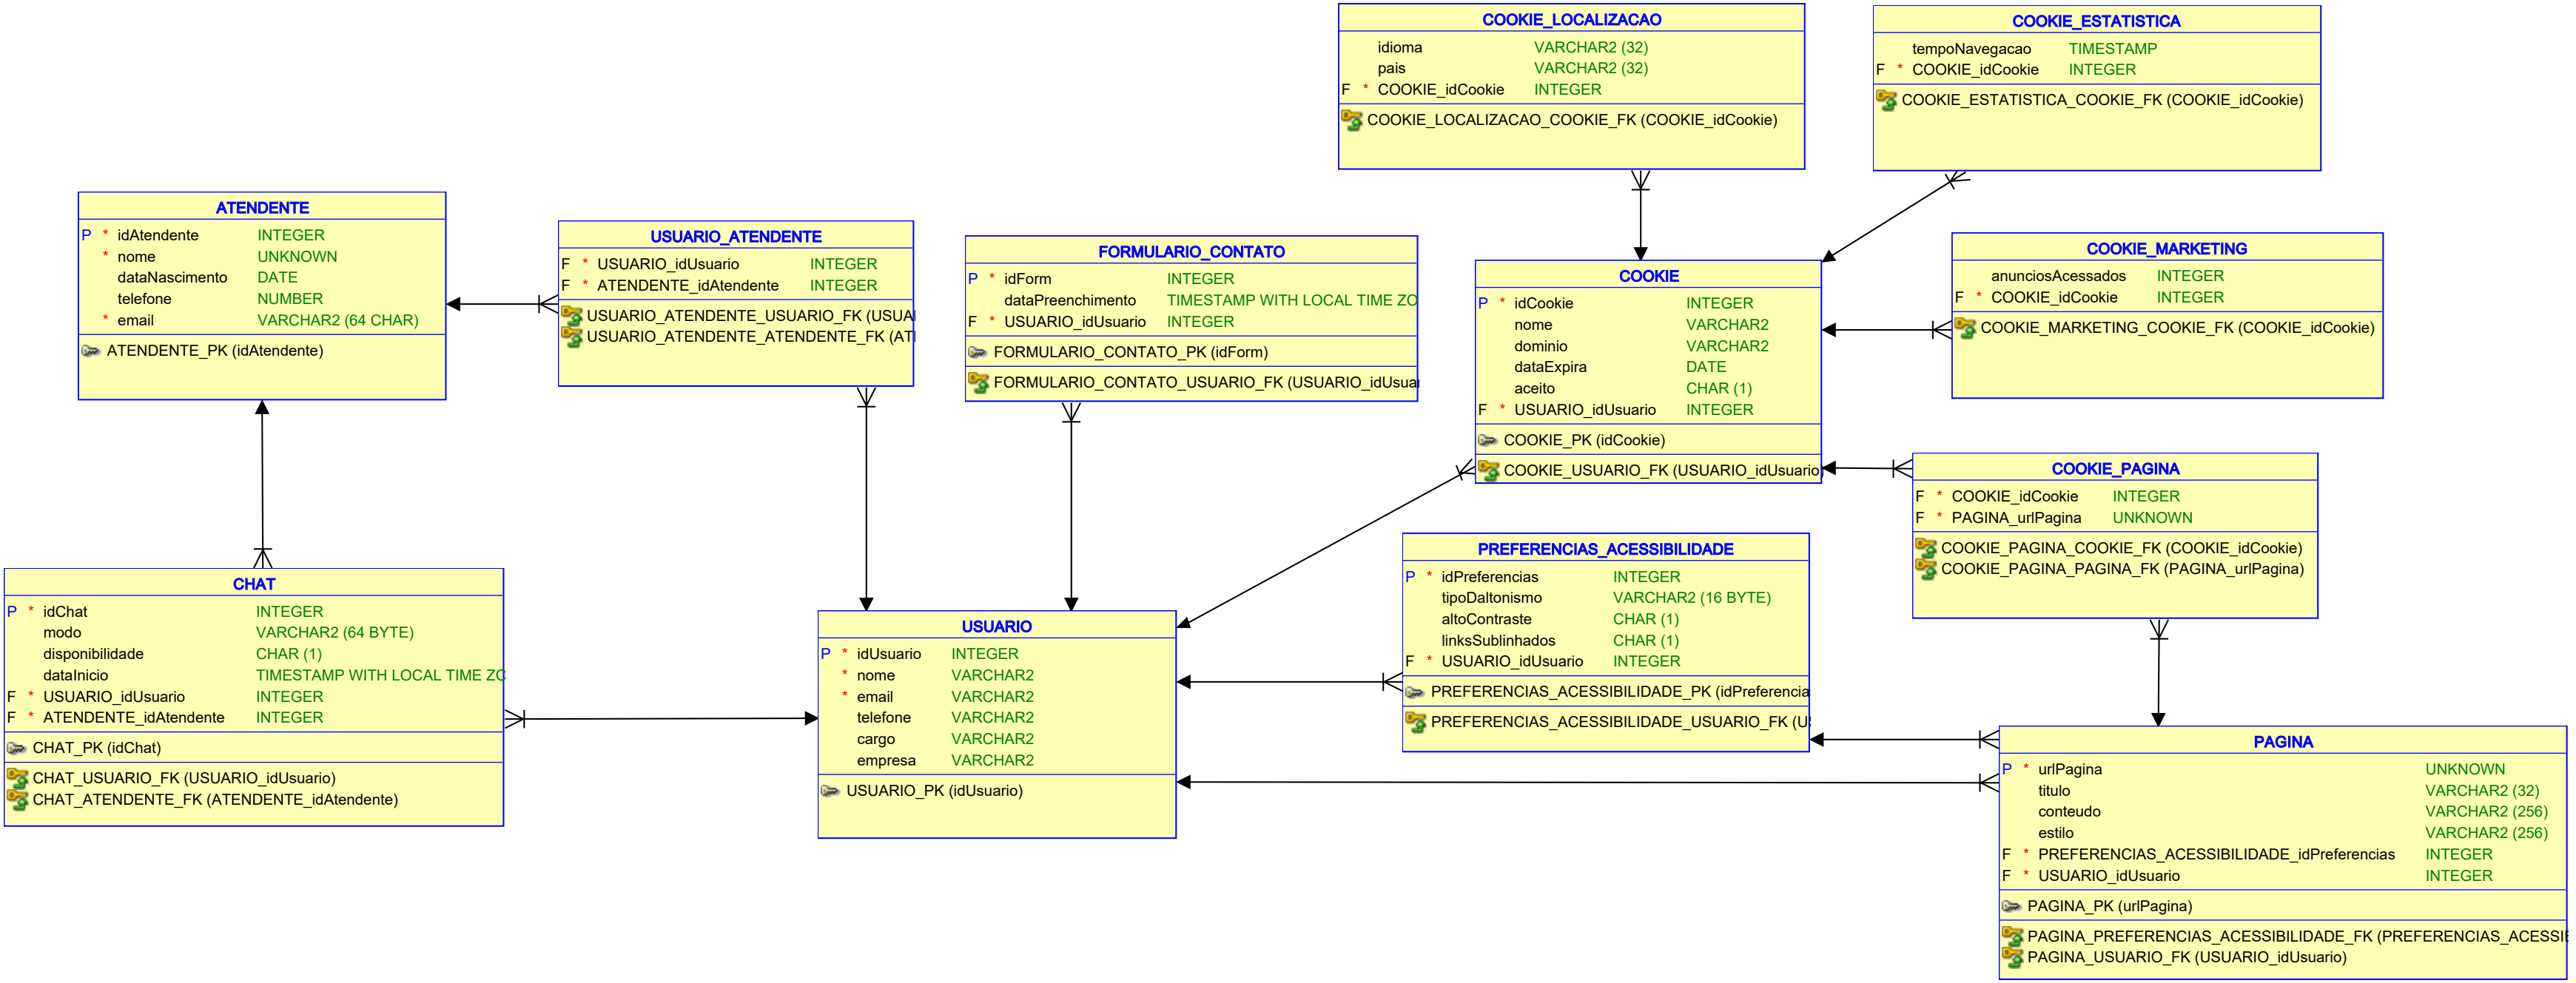 COOKIE_LOCALIZACAO
idioma VARCHAR2 (32)
pais VARCHAR2 (32)
F * COOKIE_idCookie INTEGER
COOKIE_LOCALIZACAO_COOKIE_FK (COOKIE_idCookie)
COOKIE_ESTATISTICA
tempoNavegacao TIMESTAMP
F * COOKIE_idCookie INTEGER
COOKIE_ESTATISTICA_COOKIE_FK (COOKIE_idCookie)
ATENDENTE
P * idAtendente INTEGER
* nome UNKNOWN
dataNascimento DATE
telefone NUMBER
* email VARCHAR2 (64 CHAR)
ATENDENTE_PK (idAtendente)
USUARIO_ATENDENTE
F * USUARIO_idUsuario INTEGER
F * ATENDENTE_idAtendente INTEGER
USUARIO_ATENDENTE_USUARIO_FK (USUA
USUARIO_ATENDENTE_ATENDENTE_FK (ATI
FORMULARIO_CONTATO
P * idForm INTEGER
dataPreenchimento TIMESTAMP WITH LOCAL TIME ZO
F * USUARIO_idUsuario INTEGER
FORMULARIO_CONTATO_PK (idForm)
FORMULARIO_CONTATO_USUARIO_FK (USUARIO_idUsuar
COOKIE
P * idCookie INTEGER
nome VARCHAR2
dominio VARCHAR2
dataExpira DATE
aceito CHAR (1)
F * USUARIO_idUsuario INTEGER
COOKIE_PK (idCookie)
COOKIE_USUARIO_FK (USUARIO_idUsuario
COOKIE_MARKETING
anunciosAcessados INTEGER
F * COOKIE_idCookie INTEGER
COOKIE_MARKETING_COOKIE_FK (COOKIE_idCookie)
COOKIE_PAGINA
F * COOKIE_idCookie INTEGER
F * PAGINA_urlPagina UNKNOWN
COOKIE_PAGINA_COOKIE_FK (COOKIE_idCookie)
COOKIE_PAGINA_PAGINA_FK (PAGINA_urlPagina)
CHAT
P * idChat INTEGER
modo VARCHAR2 (64 BYTE)
disponibilidade CHAR (1)
dataInicio TIMESTAMP WITH LOCAL TIME ZO
F * USUARIO_idUsuario INTEGER
F * ATENDENTE_idAtendente INTEGER
CHAT_PK (idChat)
CHAT_USUARIO_FK (USUARIO_idUsuario)
CHAT_ATENDENTE_FK (ATENDENTE_idAtendente)
USUARIO
P * idUsuario INTEGER
* nome VARCHAR2
* email VARCHAR2
telefone VARCHAR2
cargo VARCHAR2
empresa VARCHAR2
USUARIO_PK (idUsuario)
PREFERENCIAS_ACESSIBILIDADE
P * idPreferencias INTEGER
tipoDaltonismo VARCHAR2 (16 BYTE)
altoContraste CHAR (1)
linksSublinhados CHAR (1)
F * USUARIO_idUsuario INTEGER
PREFERENCIAS_ACESSIBILIDADE_PK (idPreferencia
PREFERENCIAS_ACESSIBILIDADE_USUARIO_FK (U
PAGINA
P * urlPagina UNKNOWN
titulo VARCHAR2 (32)
conteudo VARCHAR2 (256)
estilo VARCHAR2 (256)
F * PREFERENCIAS_ACESSIBILIDADE_idPreferencias INTEGER
F * USUARIO_idUsuario INTEGER
PAGINA_PK (urlPagina)
PAGINA_PREFERENCIAS_ACESSIBILIDADE_FK (PREFERENCIAS_ACESSIE
PAGINA_USUARIO_FK (USUARIO_idUsuario)